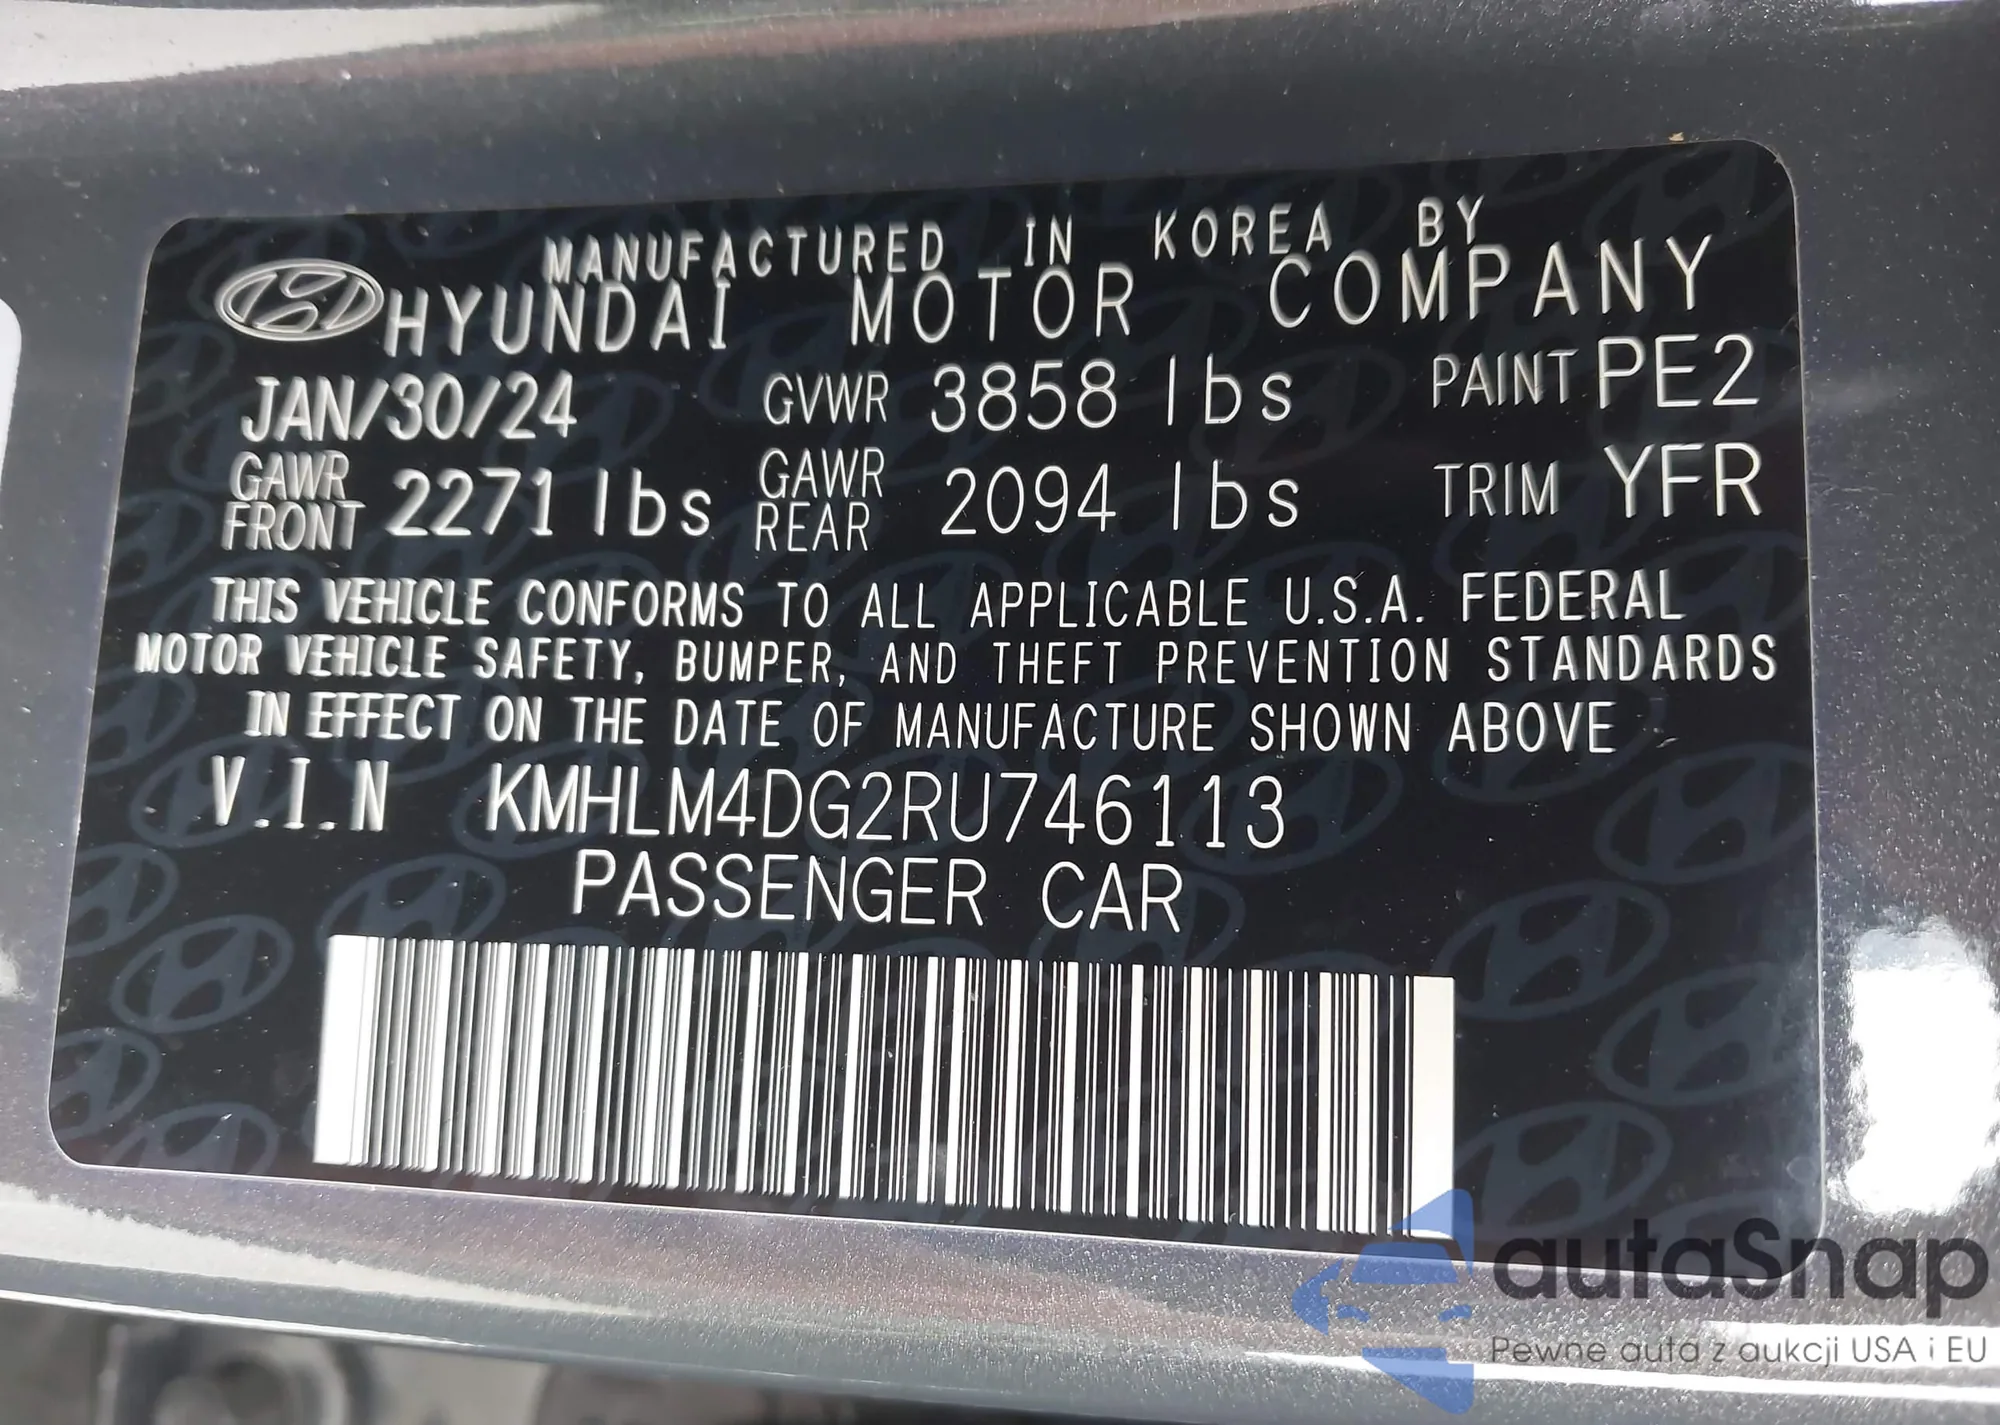 MANUFACTURED IN KOREA BY
HYUNDAI MOTOR COMPANY
JAN/30/24 GVWR 3858 lbs PAINT PE2
GAWR FRONT 2271 lbs GAWR REAR 2094 lbs TRIM YFR
THIS VEHICLE CONFORMS TO ALL APPLICABLE U.S.A. FEDERAL
MOTOR VEHICLE SAFETY, BUMPER, AND THEFT PREVENTION STANDARDS
IN EFFECT ON THE DATE OF MANUFACTURE SHOWN ABOVE
V.I.N KMHLM4DG2RU746113
PASSENGER CAR
autaSnap
Pewne auta z aukcji USA i EU